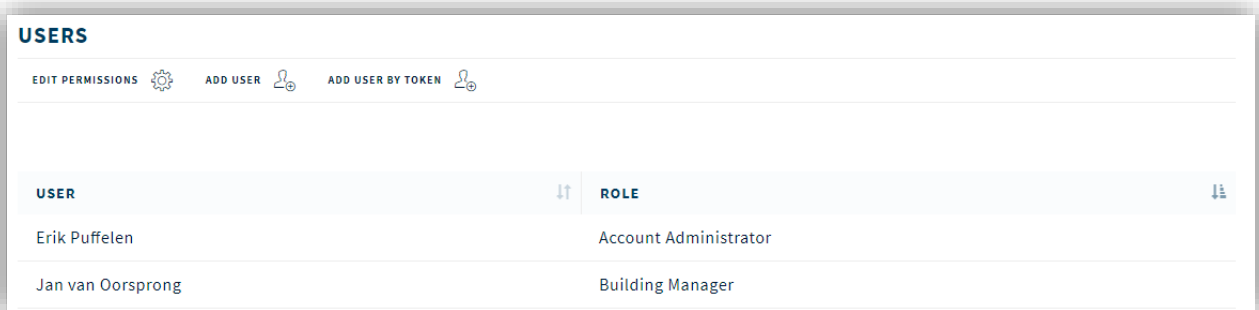 USERS
EDIT PERMISSIONS ADD USER ADD USER BY TOKEN
USER ROLE
Erik Puffelen Account Administrator
Jan van Oorsprong Building Manager